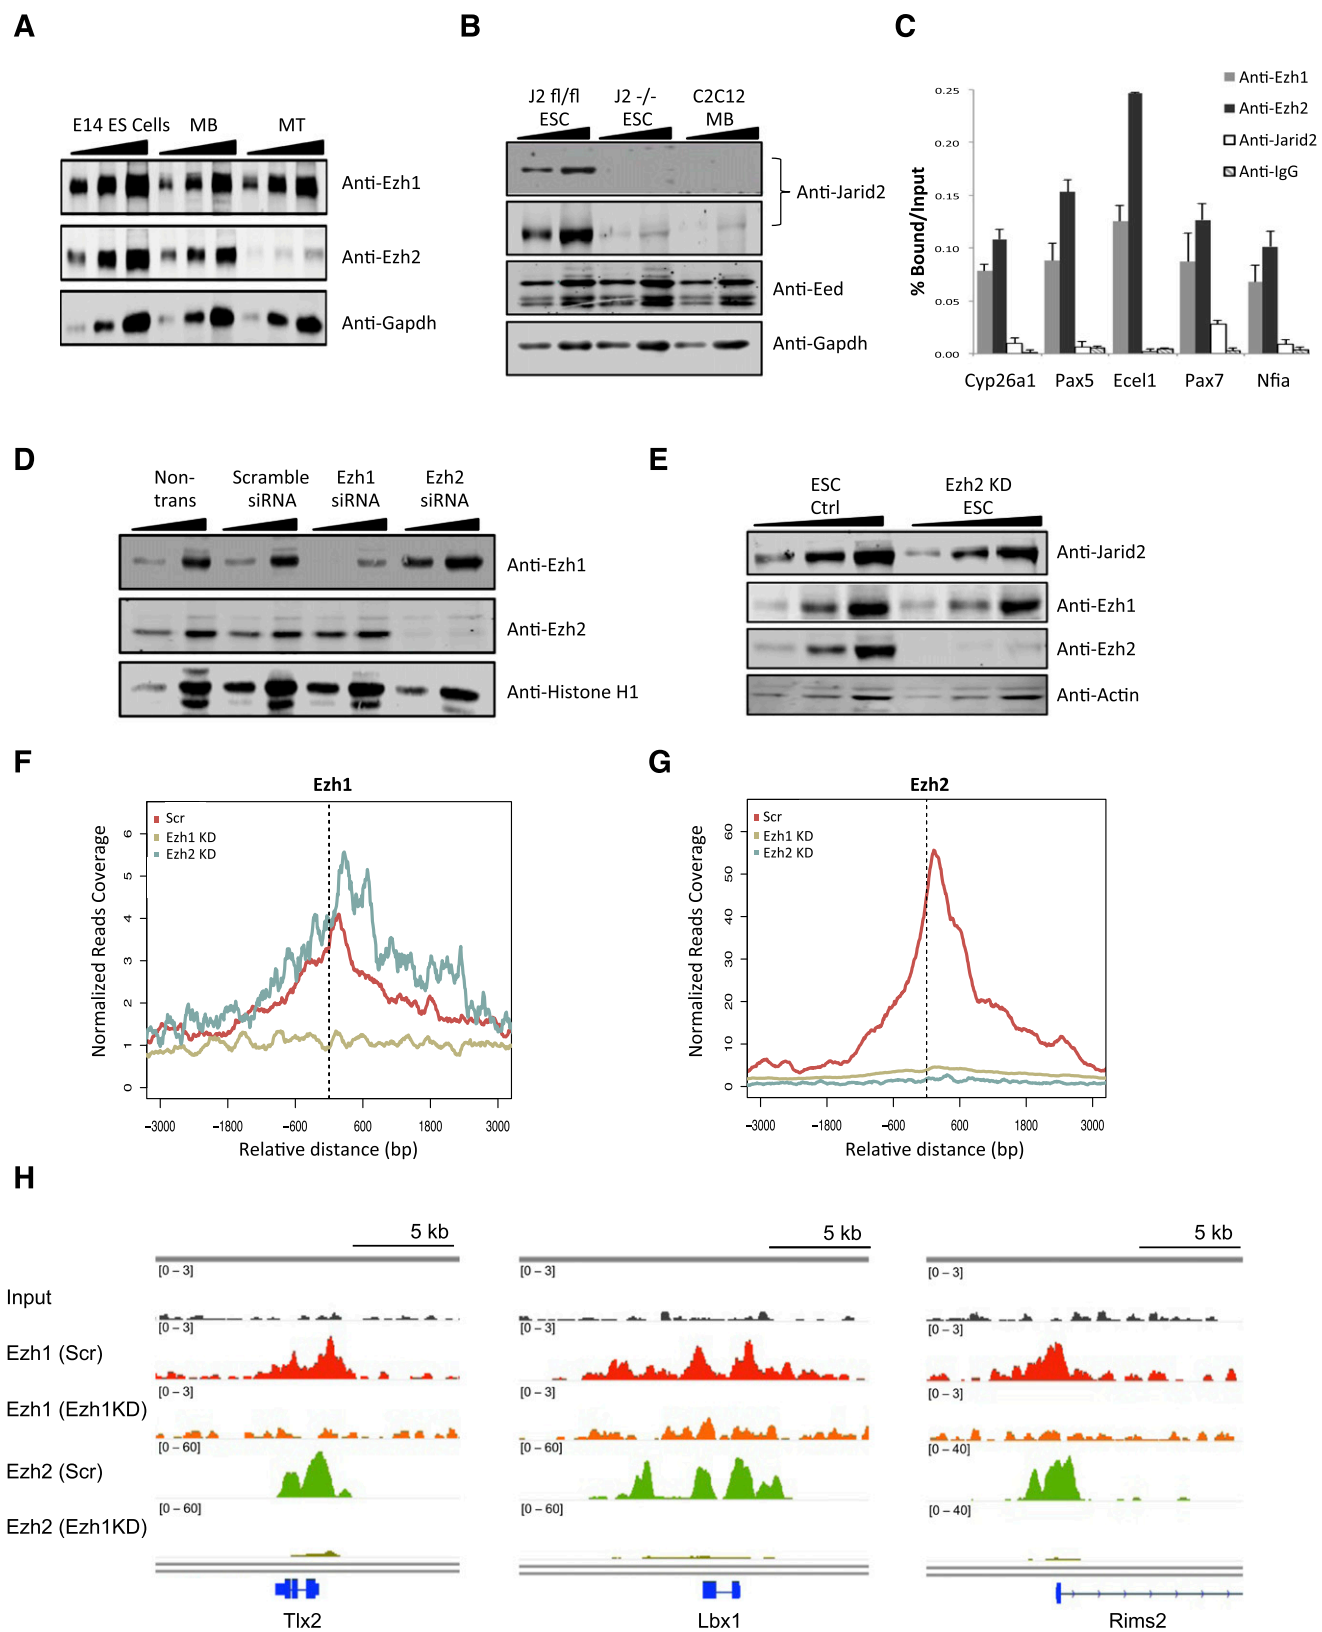 A
E14 ES Cells MB MT
Anti-Ezh1
Anti-Ezh2
Anti-Gapdh
B
J2 fl/fl J2 -/- C2C12
ESC ESC MB
Anti-Jarid2
Anti-Eed
Anti-Gapdh
C
Anti-Ezh1
Anti-Ezh2
Anti-Jarid2
Anti-IgG
% Bound/Input
0.25
0.20
0.15
0.10
0.05
0.00
Cyp26a1 Pax5 Ecel1 Pax7 Nfia
D
Non- Scramble Ezh1 Ezh2
trans siRNA siRNA siRNA
Anti-Ezh1
Anti-Ezh2
Anti-Histone H1
E
ESC Ezh2 KD
Ctrl ESC
Anti-Jarid2
Anti-Ezh1
Anti-Ezh2
Anti-Actin
F
Ezh1
Scr
Ezh1 KD
Ezh2 KD
Normalized Reads Coverage
6
5
4
3
2
1
0
−3000 −1800 −600 600 1800 3000
Relative distance (bp)
G
Ezh2
Scr
Ezh1 KD
Ezh2 KD
Normalized Reads Coverage
60
50
40
30
20
10
0
−3000 −1800 −600 600 1800 3000
Relative distance (bp)
H
5 kb 5 kb 5 kb
[0 – 3] [0 – 3] [0 – 3]
Input
[0 – 3] [0 – 3] [0 – 3]
Ezh1 (Scr)
[0 – 3] [0 – 3] [0 – 3]
Ezh1 (Ezh1KD)
[0 – 60] [0 – 60] [0 – 40]
Ezh2 (Scr)
[0 – 60] [0 – 60] [0 – 40]
Ezh2 (Ezh1KD)
Tlx2 Lbx1 Rims2